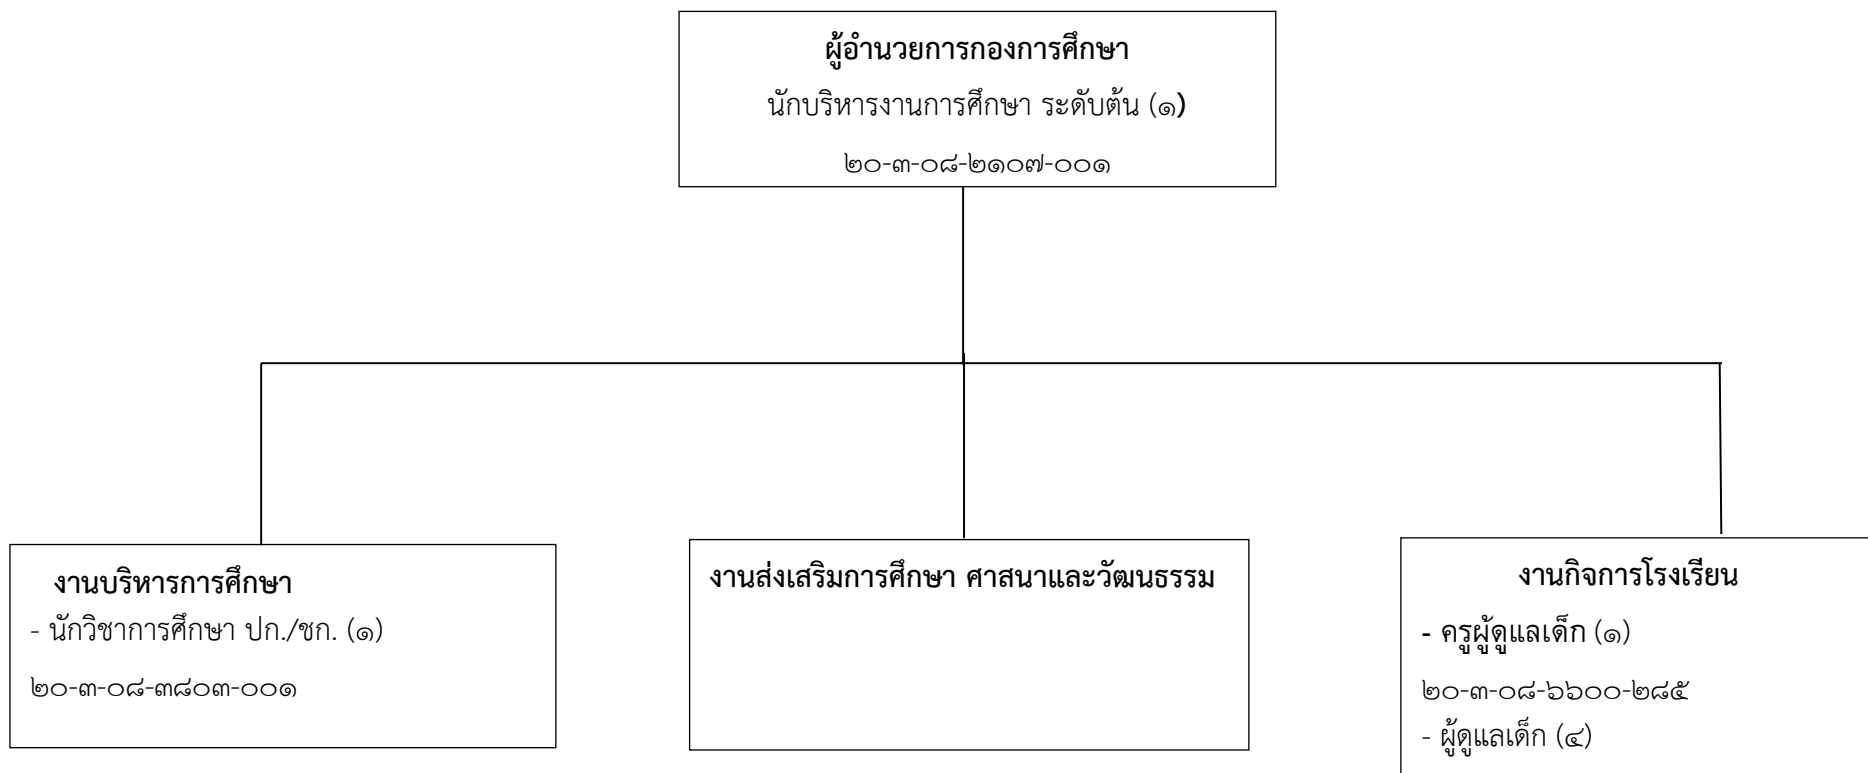 ผู้อำนวยการกองการศึกษา
นักบริหารงานการศึกษา ระดับต้น (๑)
๒๐-๓-๐๘-๒๑๐๗-๐๐๑
งานบริหารการศึกษา
- นักวิชาการศึกษา ปก./ชก. (๑)
๒๐-๓-๐๘-๓๘๐๓-๐๐๑
งานส่งเสริมการศึกษา ศาสนาและวัฒนธรรม
งานกิจการโรงเรียน
- ครูผู้ดูแลเด็ก (๑)
๒๐-๓-๐๘-๖๖๐๐-๒๘๕
- ผู้ดูแลเด็ก (๔)